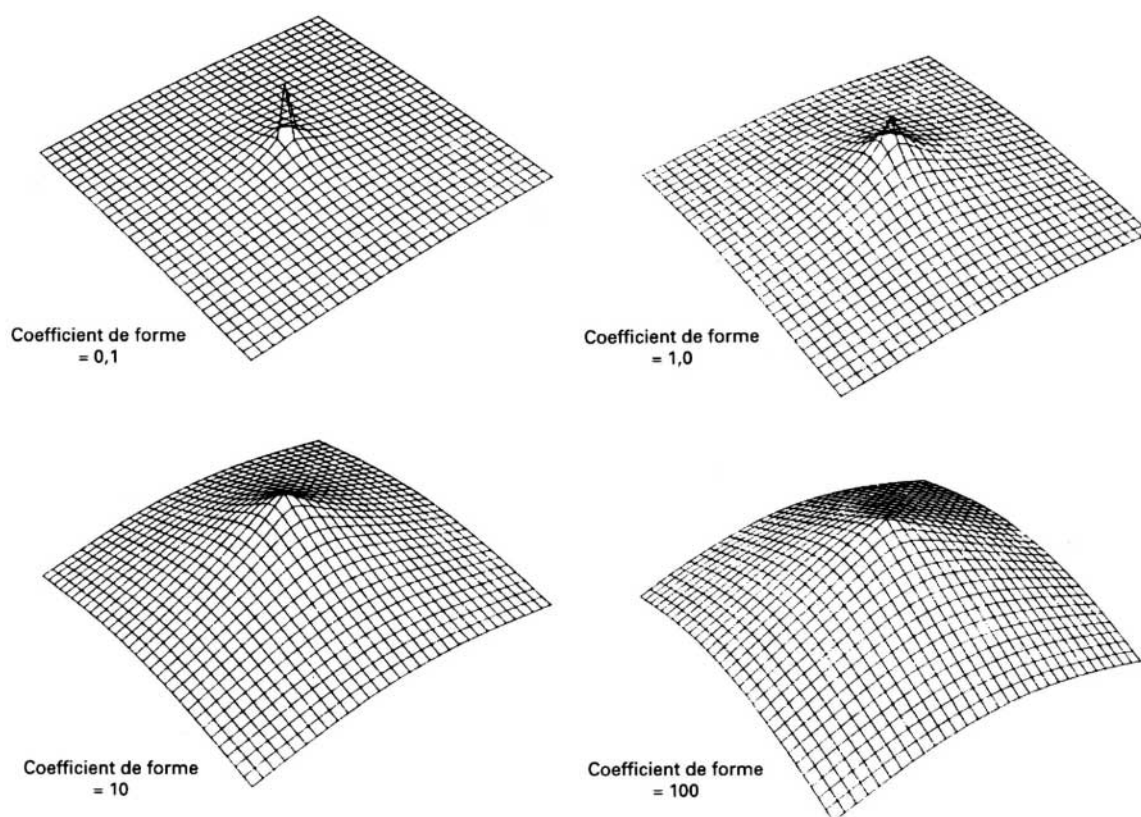 Coefficient de forme
= 0,1
Coefficient de forme
= 1,0
Coefficient de forme
= 10
Coefficient de forme
= 100